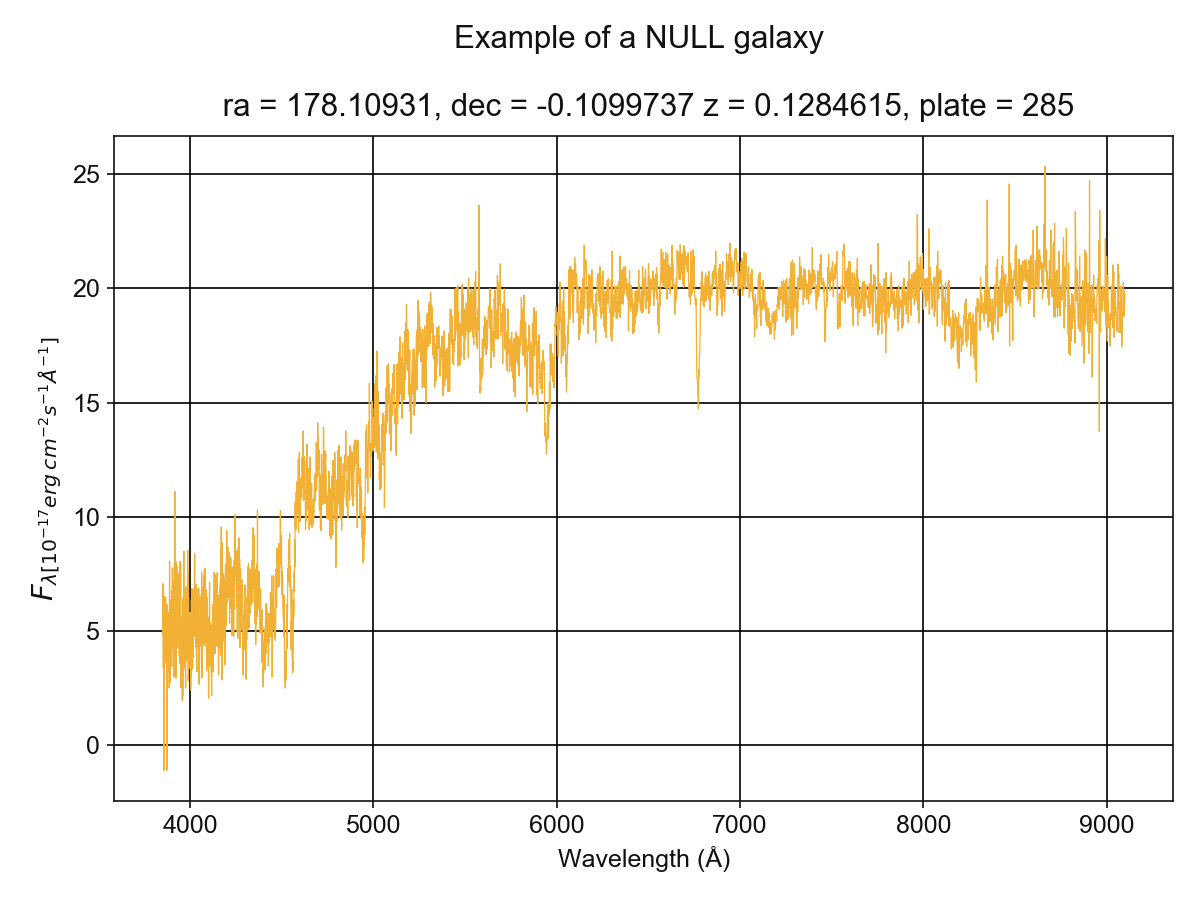 Example of a NULL galaxy
ra = 178.10931, dec = -0.1099737 z = 0.1284615, plate = 285
25
20
15
10
5
0
F_{λ[10^{-17}erg cm^{-2}s^{-1}Å^{-1}]}
4000 5000 6000 7000 8000 9000
Wavelength (Å)